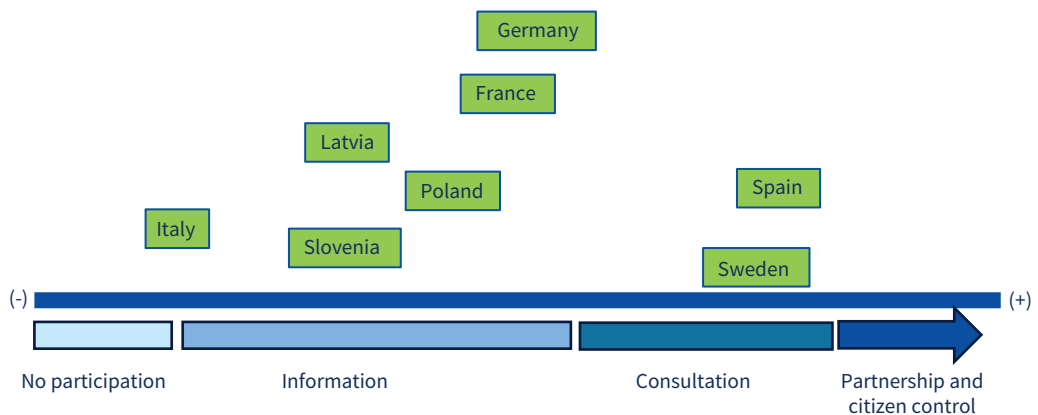 Germany
France
Latvia
Poland
Spain
Italy
Slovenia
Sweden
(-)
(+)
No participation
Information
Consultation
Partnership and
citizen control